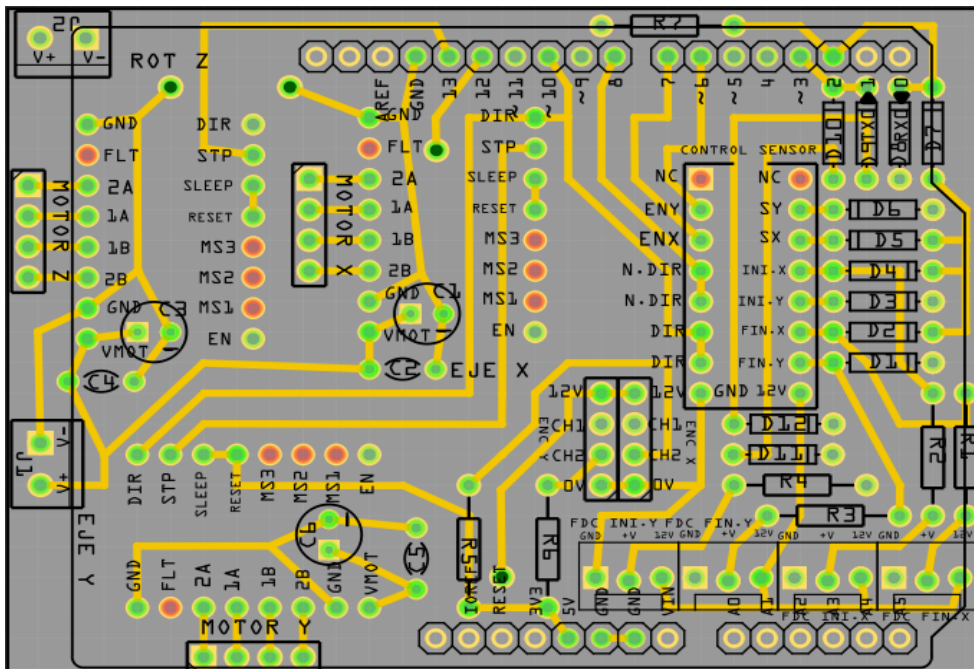 J2
V+ V-
ROT Z
R7
AREF
GND
13
12
11~
~10
~9
8
7
~6
~5
4
~3
2
1
0
GND
FLT
2A
1A
1B
2B
GND
VMOT
DIR
STP
SLEEP
RESET
MS3
MS2
MS1
EN
MOTOR Z
C3
C4
GND
FLT
2A
1A
1B
2B
GND
VMOT
DIR
STP
SLEEP
RESET
MS3
MS2
MS1
EN
MOTOR X
C1
C2
EJE X
CONTROL SENSOR
NC
ENY
ENX
N.DIR
N.DIR
DIR
DIR
GND
NC
SY
SX
INI.X
INI.Y
FIN.X
FIN.Y
12V
D10
D7
D6
D5
D4
D3
D2
D1
D12
D11
R2
R1
R4
R3
12V
CH1
CH2
0V
12V
CH1
CH2
0V
ENC Y
ENC X
J1
V-
V+
EJE Y
DIR
STP
SLEEP
RESET
MS3
MS2
MS1
EN
GND
FLT
2A
1A
1B
2B
GND
VMOT
C6
C5
MOTOR Y
R5
R6
FDC INI.Y FDC FIN.Y
GND +V 12V GND +V 12V GND +V 12V GND +V 12V
IOREF
RESET
3V3
5V
GND
GND
VIN
A0
A1
A2
A3
A4
A5
FDC INI.X FDC FIN.X